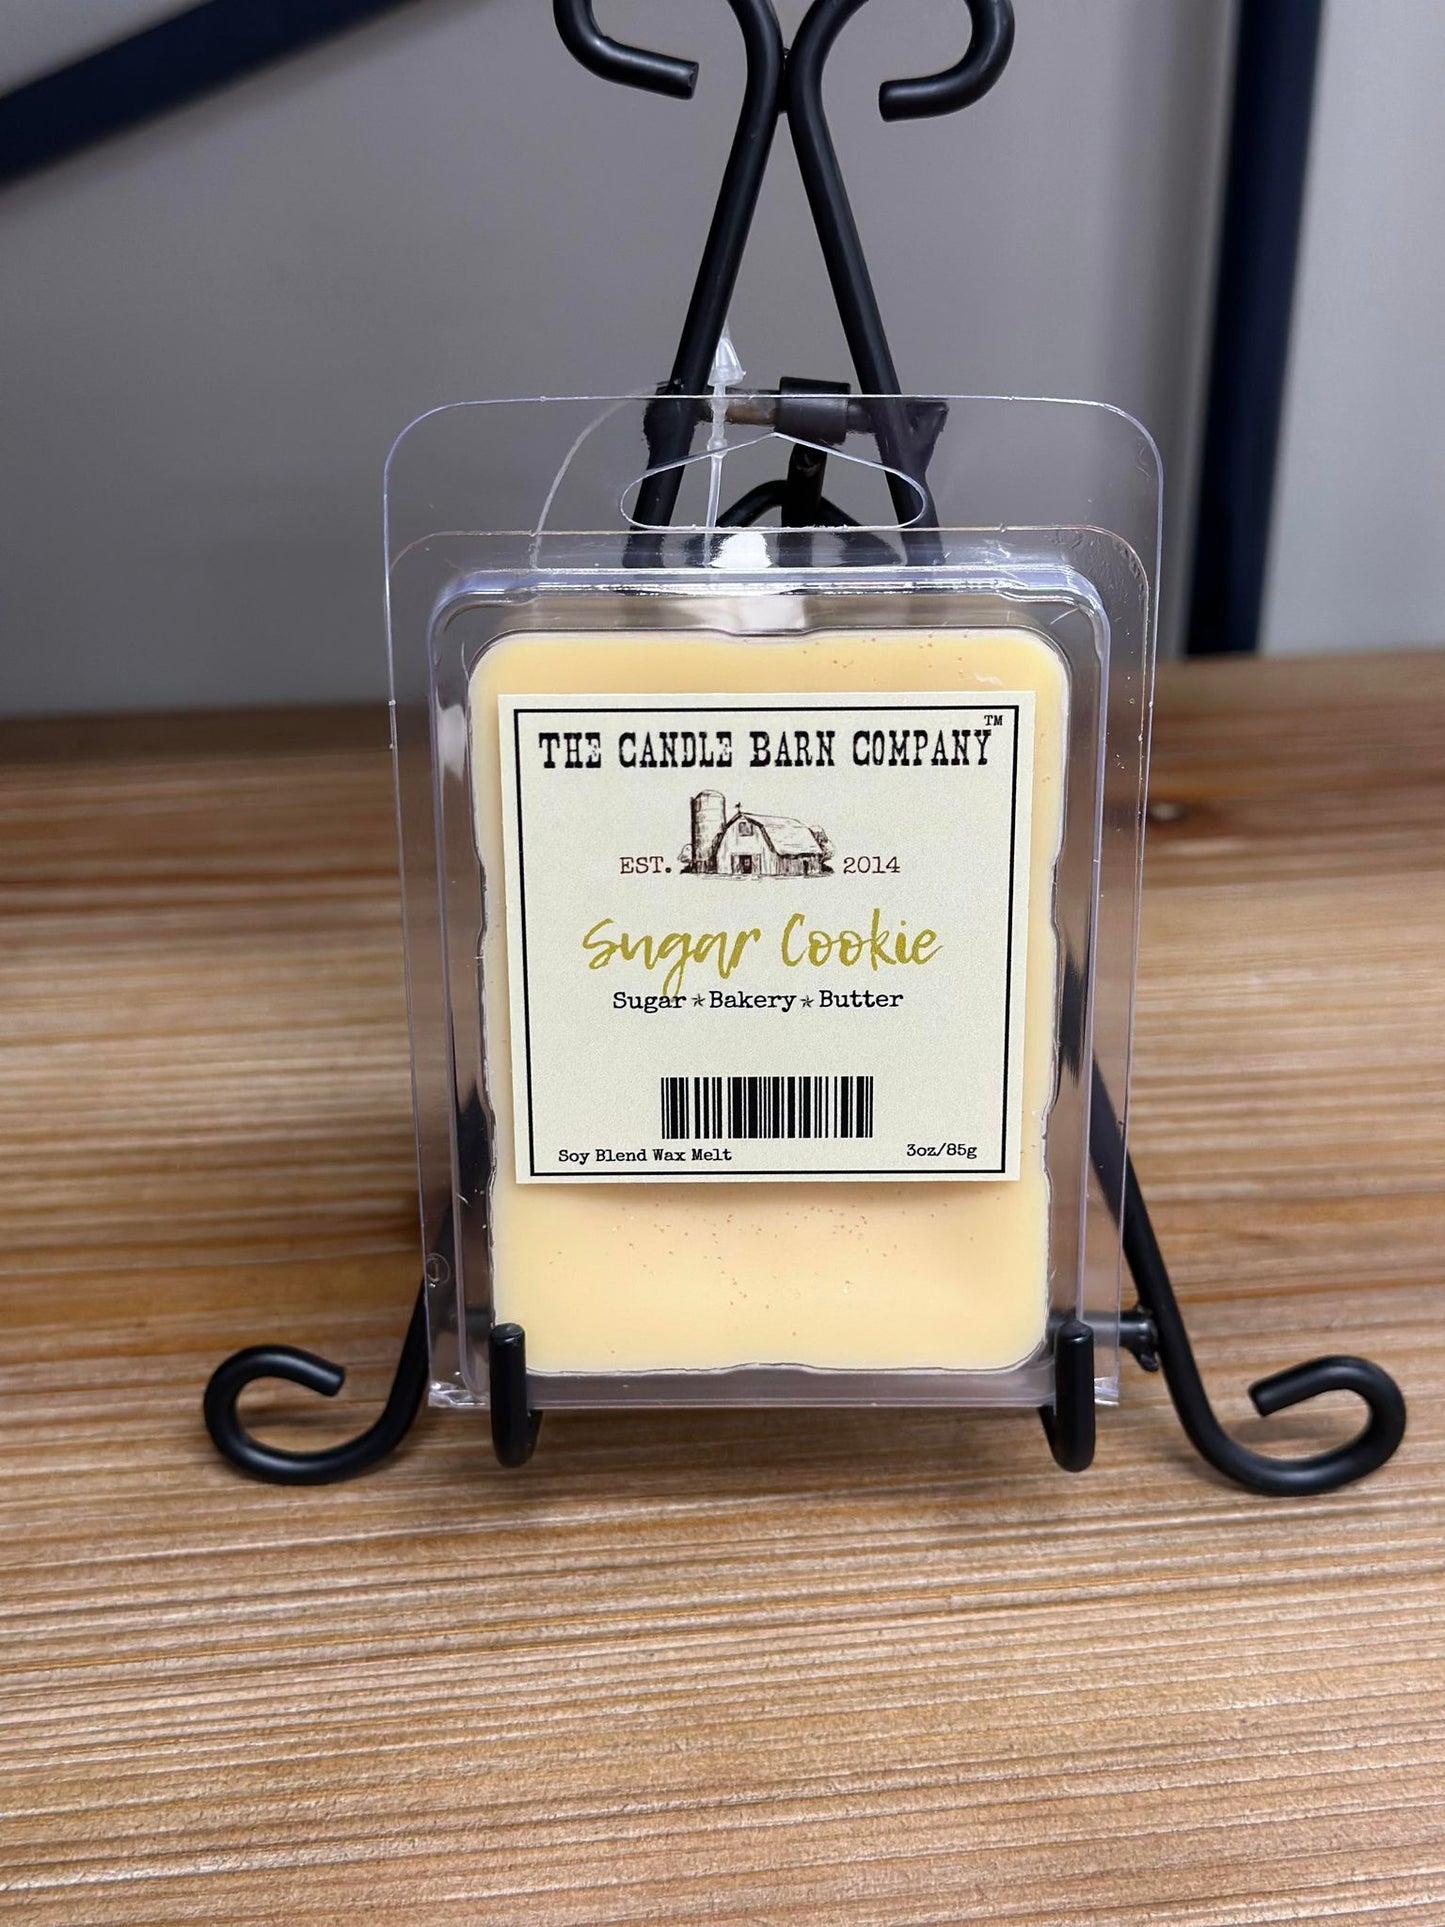 THE CANDLE BARN COMPANY™
EST. 2014
Sugar Cookie
Sugar ★ Bakery ★ Butter
Soy Blend Wax Melt 3oz/85g